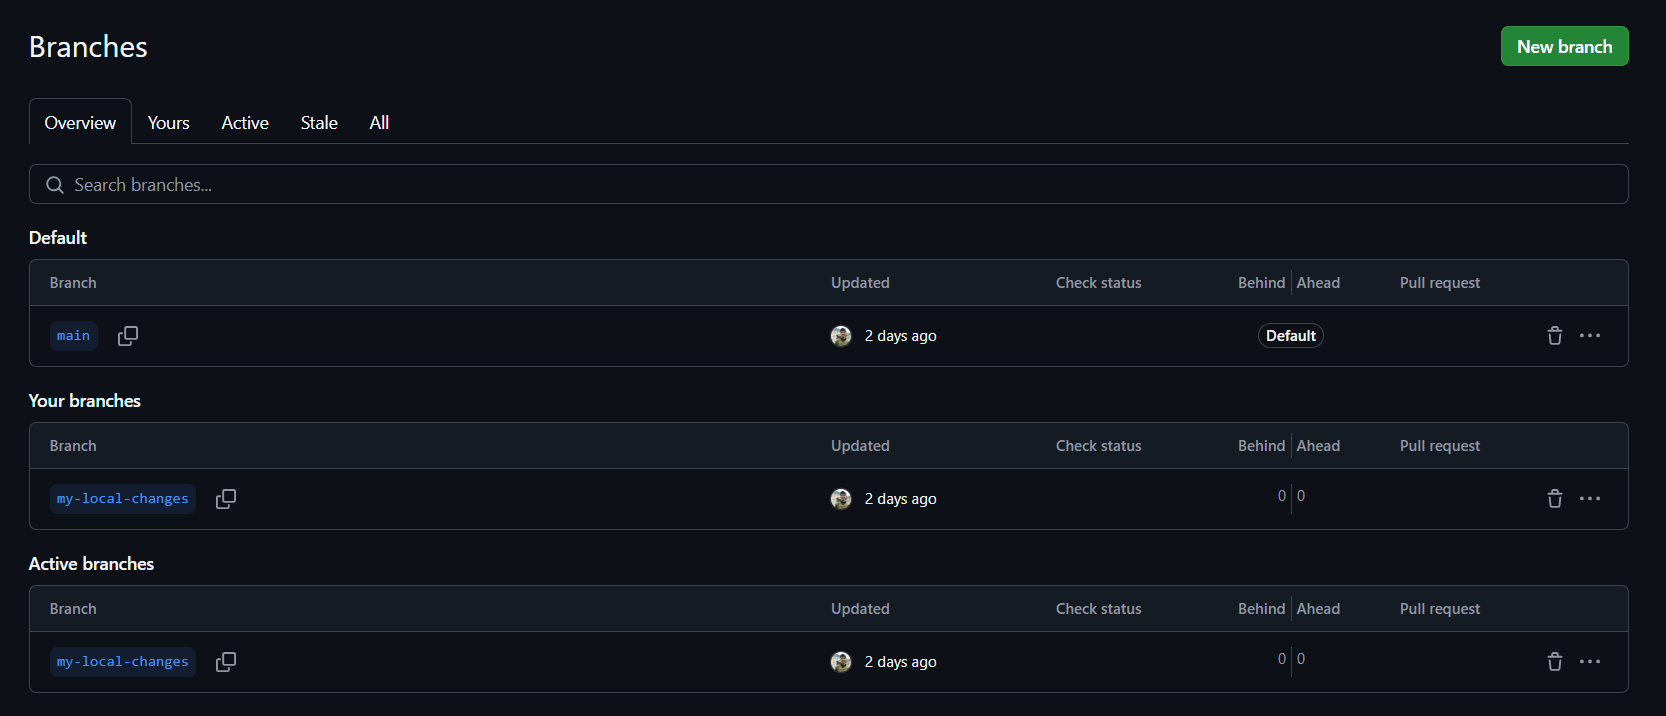 Branches
New branch
Overview Yours Active Stale All
Search branches...
Default
Branch Updated Check status Behind Ahead Pull request
main 2 days ago Default
Your branches
Branch Updated Check status Behind Ahead Pull request
my-local-changes 2 days ago 0 0
Active branches
Branch Updated Check status Behind Ahead Pull request
my-local-changes 2 days ago 0 0